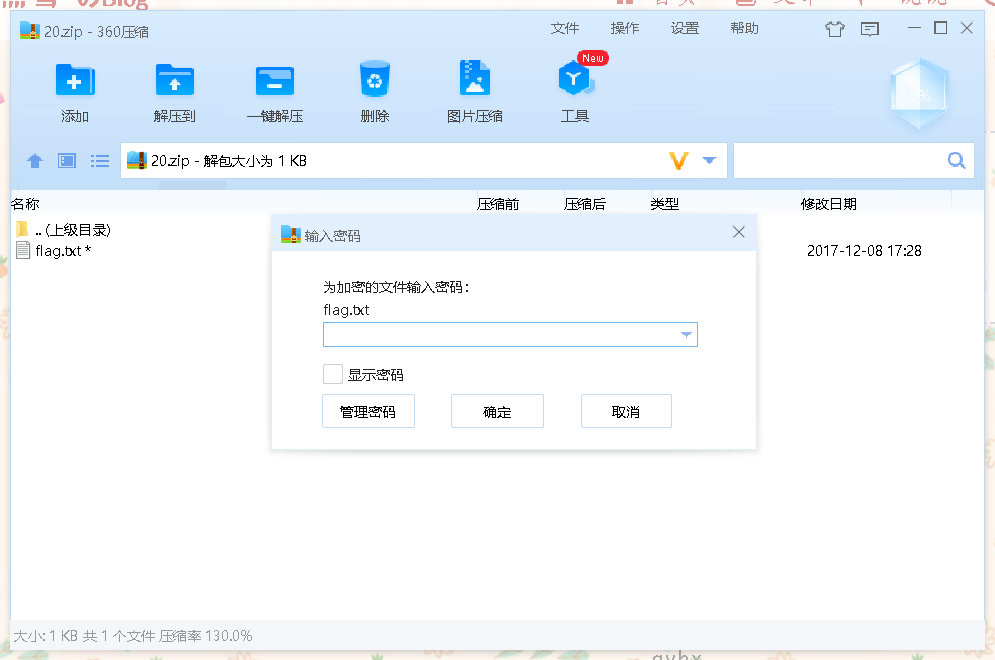 20.zip - 360压缩
文件 操作 设置 帮助
New
添加 解压到 一键解压 删除 图片压缩 工具
20.zip - 解包大小为 1 KB
名称 压缩前 压缩后 类型 修改日期
.. (上级目录)
flag.txt * 2017-12-08 17:28
输入密码
为加密的文件输入密码:
flag.txt
显示密码
管理密码 确定 取消
大小: 1 KB 共 1 个文件 压缩率 130.0%